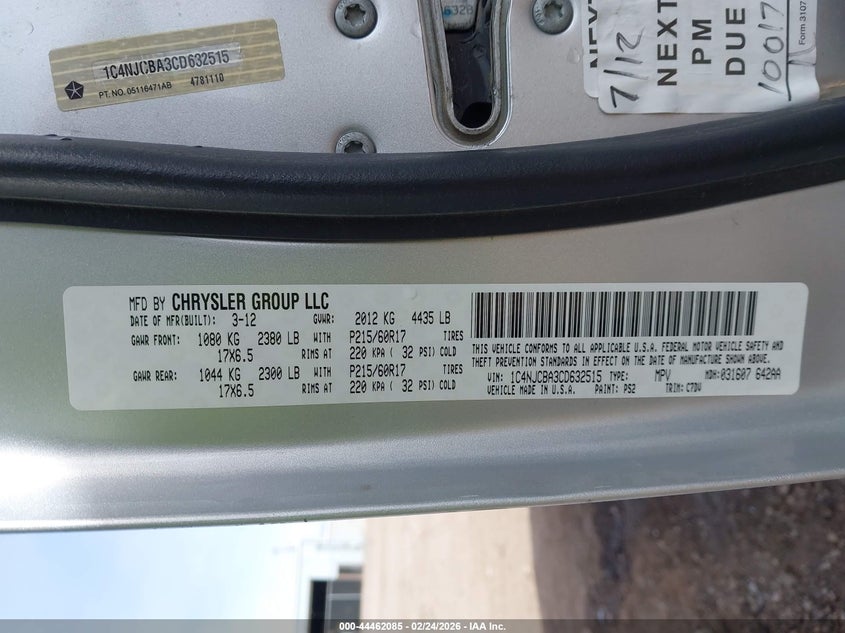 1C4NJCBA3CD632515
PT. NO. 05116471AB 4781110
6328
NEXT
7/12
NEXT
PM
DUE
10017
Form 3107
MFD BY CHRYSLER GROUP LLC
DATE OF MFR(BUILT): 3-12 GVWR: 2012 KG 4435 LB
GAWR FRONT: 1080 KG 2380 LB WITH P215/60R17 TIRES
17X6.5 RIMS AT 220 KPA ( 32 PSI) COLD
GAWR REAR: 1044 KG 2300 LB WITH P215/60R17 TIRES
17X6.5 RIMS AT 220 KPA ( 32 PSI) COLD
THIS VEHICLE CONFORMS TO ALL APPLICABLE U.S.A. FEDERAL MOTOR VEHICLE SAFETY AND
THEFT PREVENTION STANDARDS IN EFFECT ON THE DATE OF MANUFACTURE SHOWN ABOVE.
VIN: 1C4NJCBA3CD632515 TYPE: MPV MDH:031607 642AA
VEHICLE MADE IN U.S.A. PAINT: PS2 TRIM: C7DV
000-44462085 - 02/24/2026 - IAA Inc.